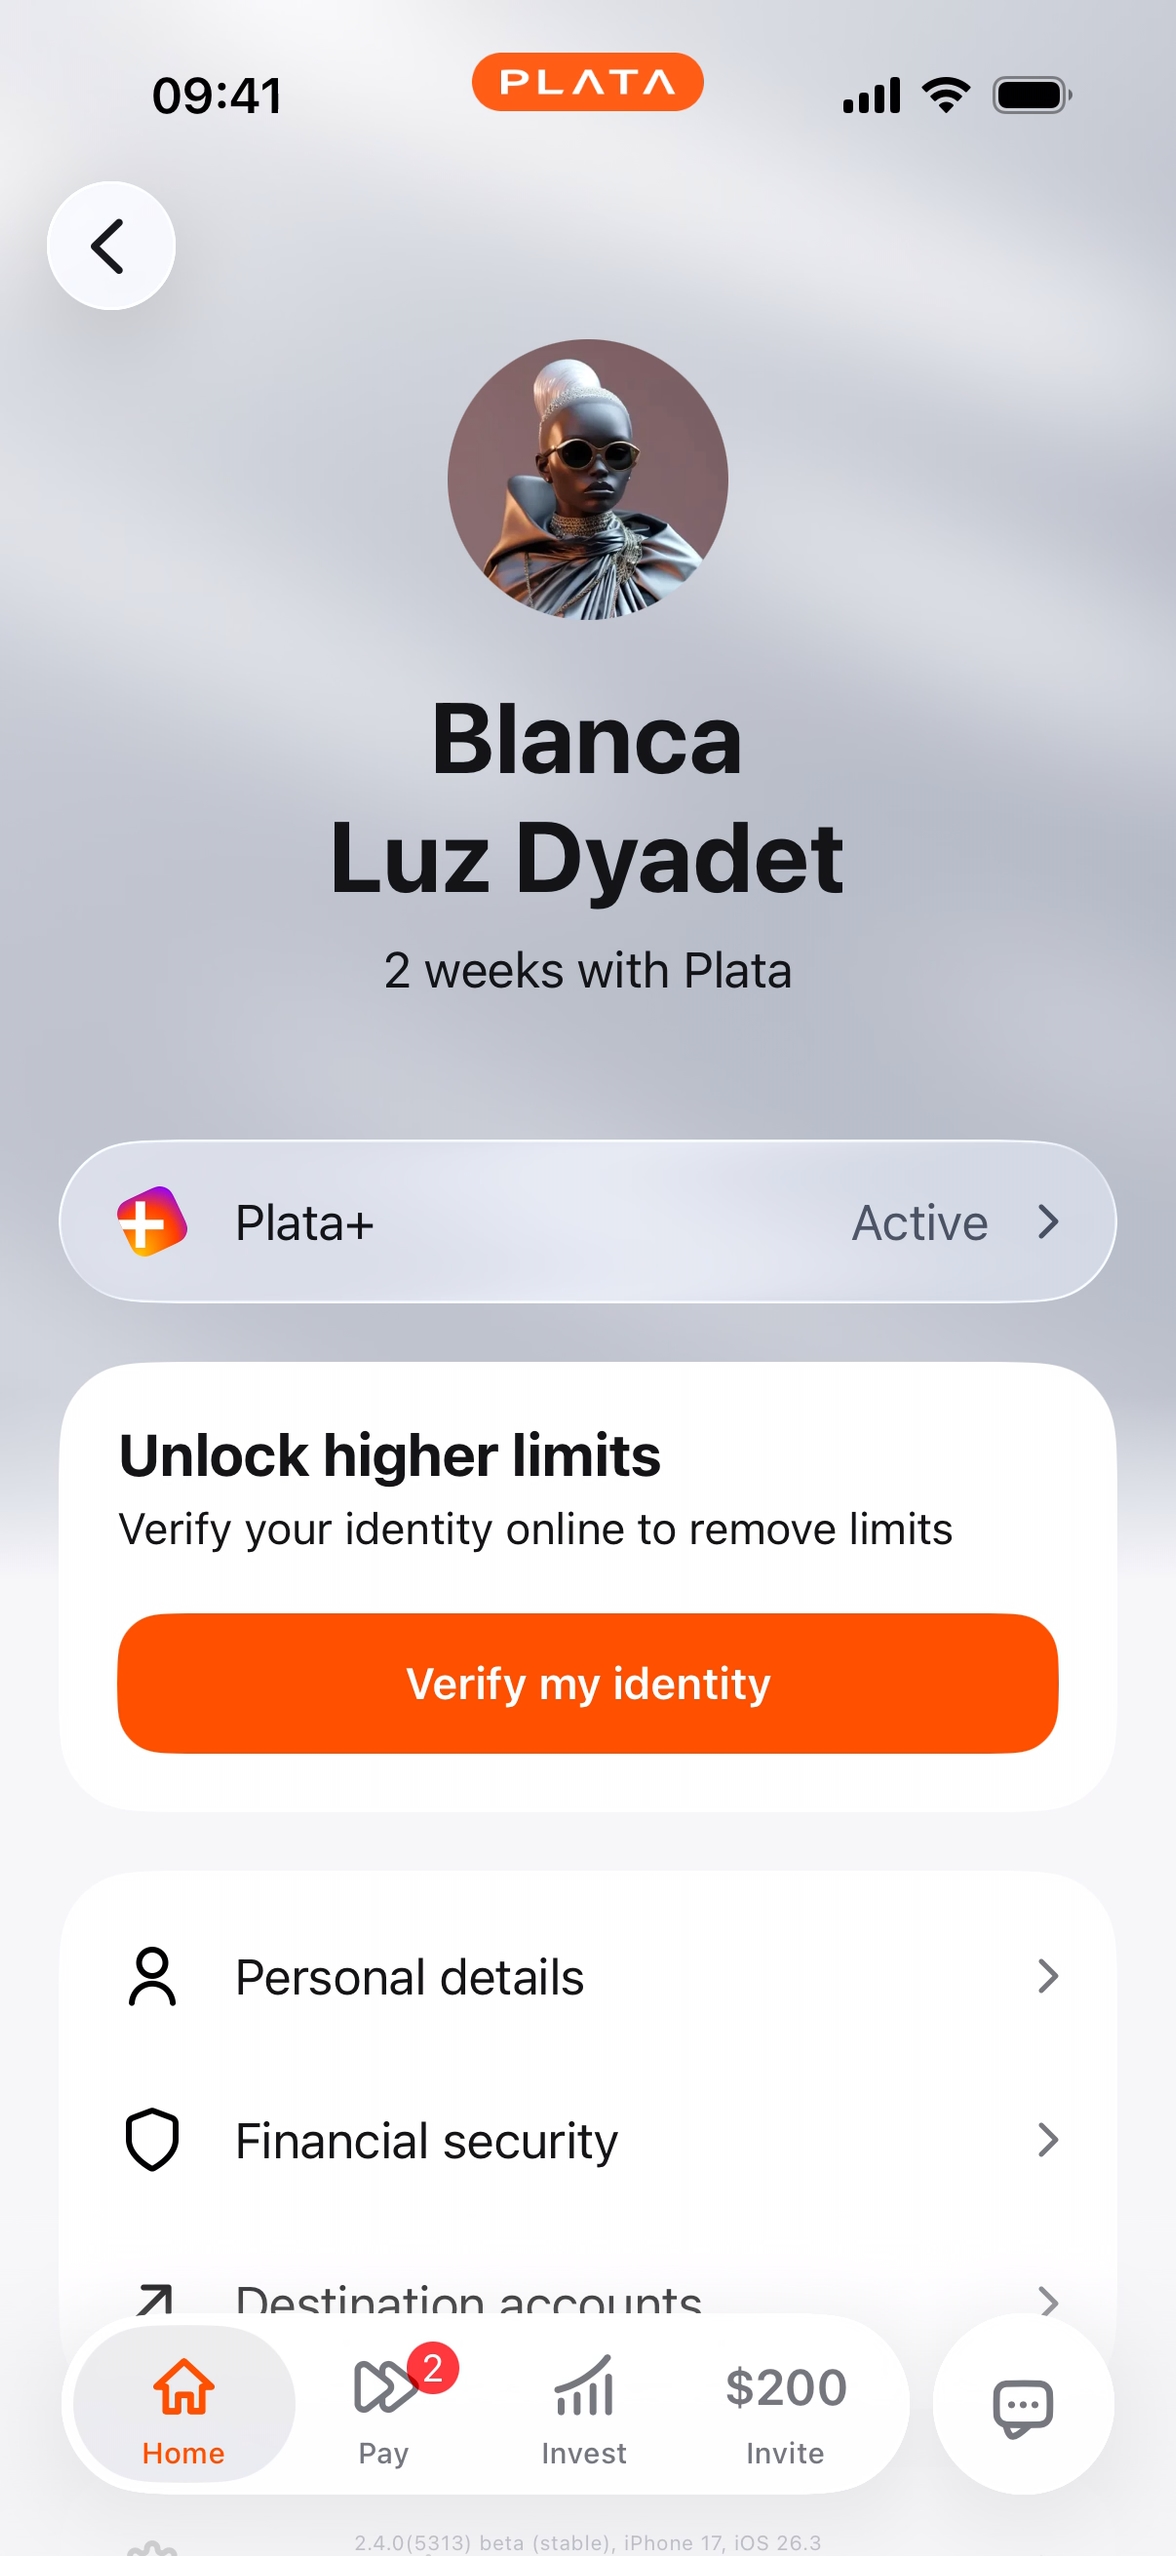 09:41
PLATA
Blanca
Luz Dyadet
2 weeks with Plata
Plata+
Active
Unlock higher limits
Verify your identity online to remove limits
Verify my identity
Personal details
Financial security
Destination accounts
2
$200
Home
Pay
Invest
Invite
2.4.0(5313) beta (stable), iPhone 17, iOS 26.3